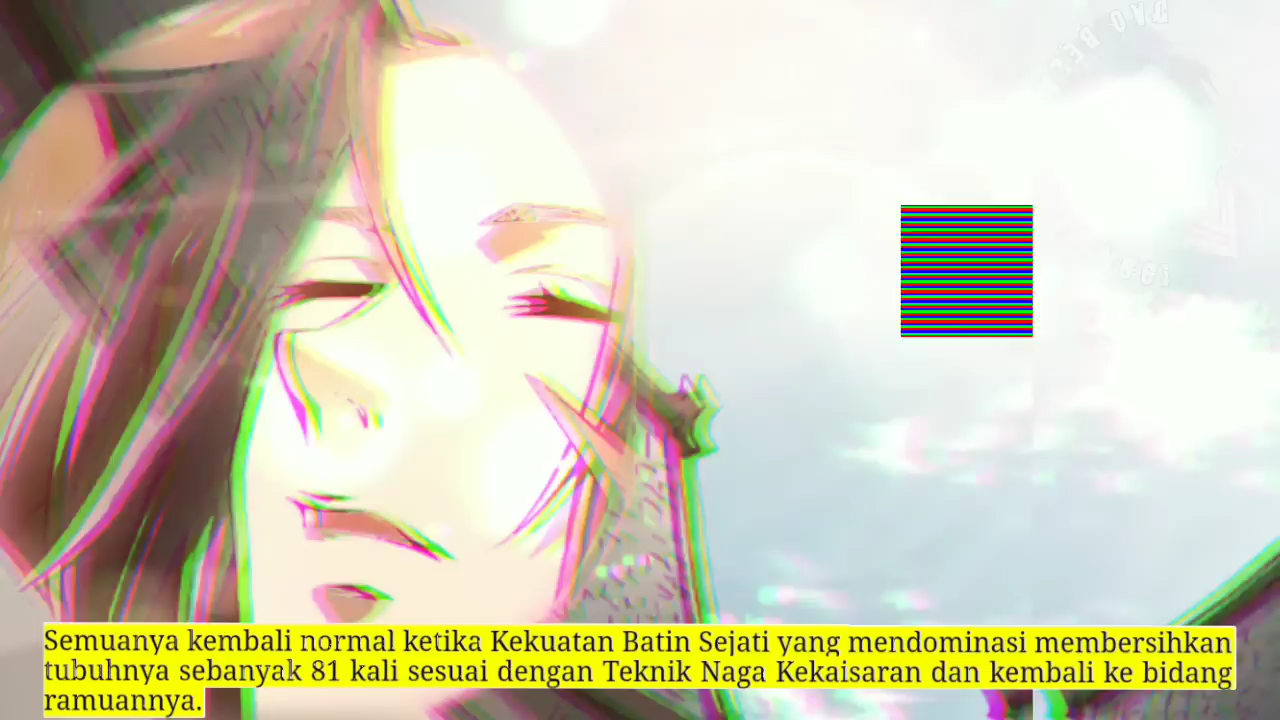 Semuanya kembali normal ketika Kekuatan Batin Sejati yang mendominasi membersihkan
tubuhnya sebanyak 81 kali sesuai dengan Teknik Naga Kekaisaran dan kembali ke bidang
ramuannya.